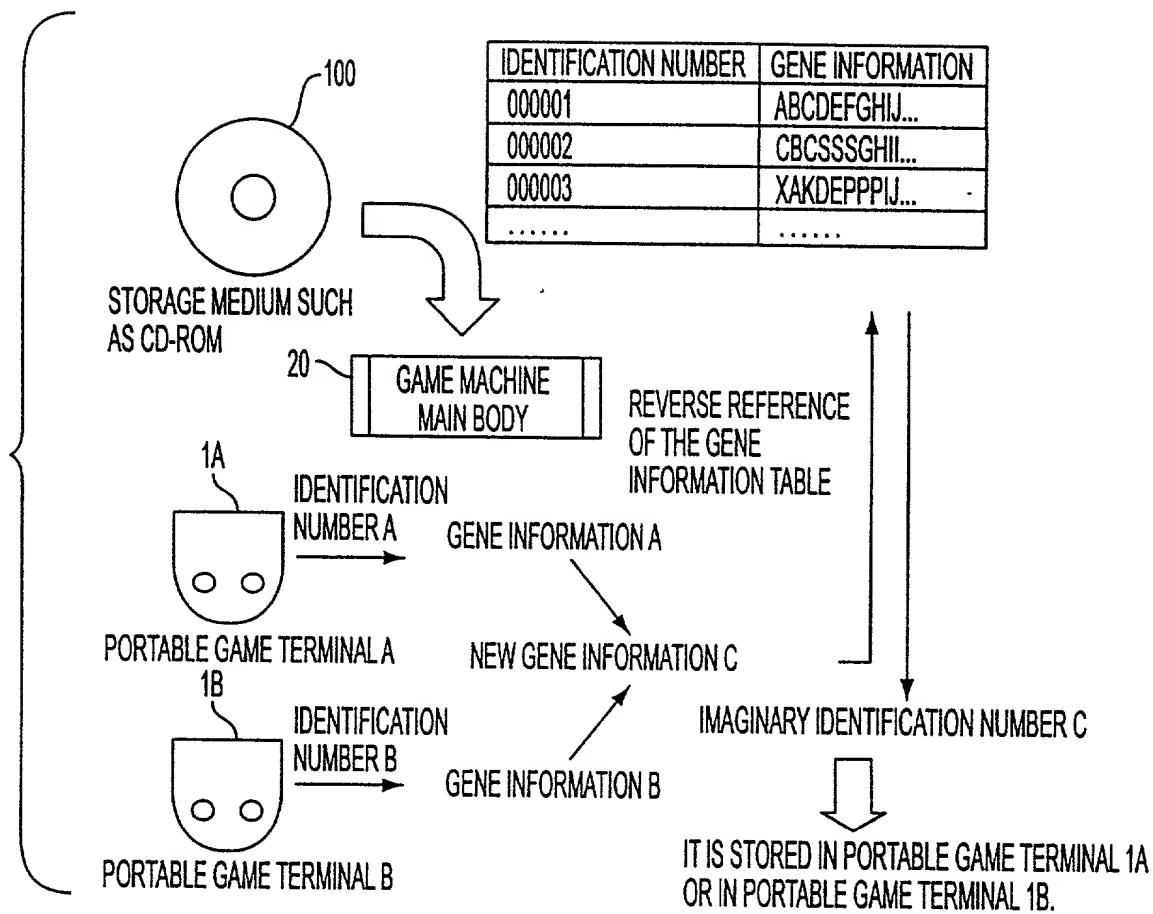 100
STORAGE MEDIUM SUCH
AS CD-ROM
IDENTIFICATION NUMBER GENE INFORMATION
000001 ABCDEFGHIJ...
000002 CBCSSSGHII...
000003 XAKDEPPPIJ...
...... ......
20
GAME MACHINE
MAIN BODY
REVERSE REFERENCE
OF THE GENE
INFORMATION TABLE
1A
IDENTIFICATION
NUMBER A
GENE INFORMATION A
PORTABLE GAME TERMINAL A
NEW GENE INFORMATION C
1B
IDENTIFICATION
NUMBER B
GENE INFORMATION B
PORTABLE GAME TERMINAL B
IMAGINARY IDENTIFICATION NUMBER C
IT IS STORED IN PORTABLE GAME TERMINAL 1A
OR IN PORTABLE GAME TERMINAL 1B.